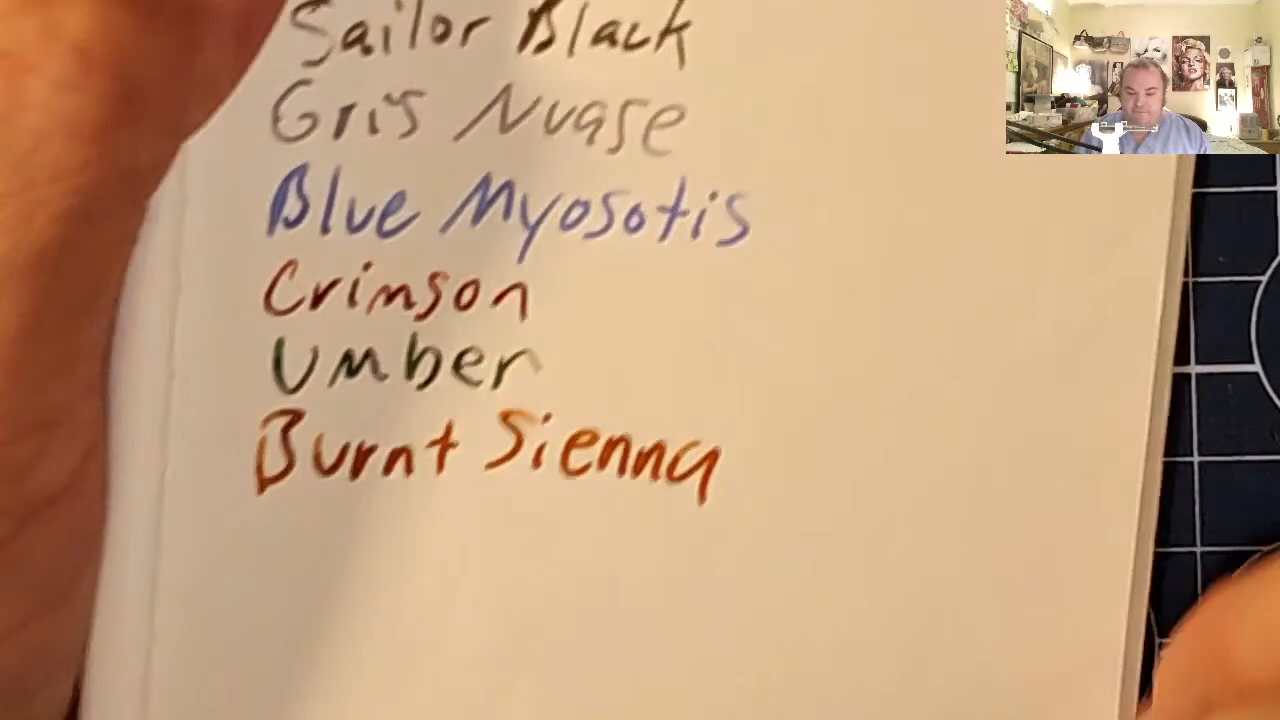 Sailor Black
Gris Nuage
Blue Myosotis
Crimson
Umber
Burnt Sienna